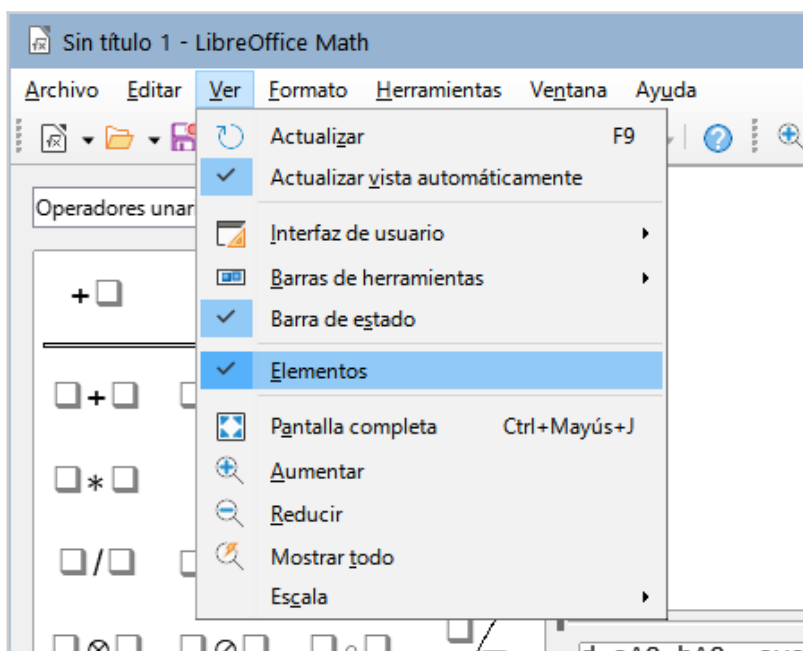 Sin título 1 - LibreOffice Math
Archivo Editar Ver Formato Herramientas Ventana Ayuda
Actualizar F9
Actualizar vista automáticamente
Operadores unar
Interfaz de usuario
Barras de herramientas
Barra de estado
Elementos
Pantalla completa Ctrl+Mayús+J
Aumentar
Reducir
Mostrar todo
Escala